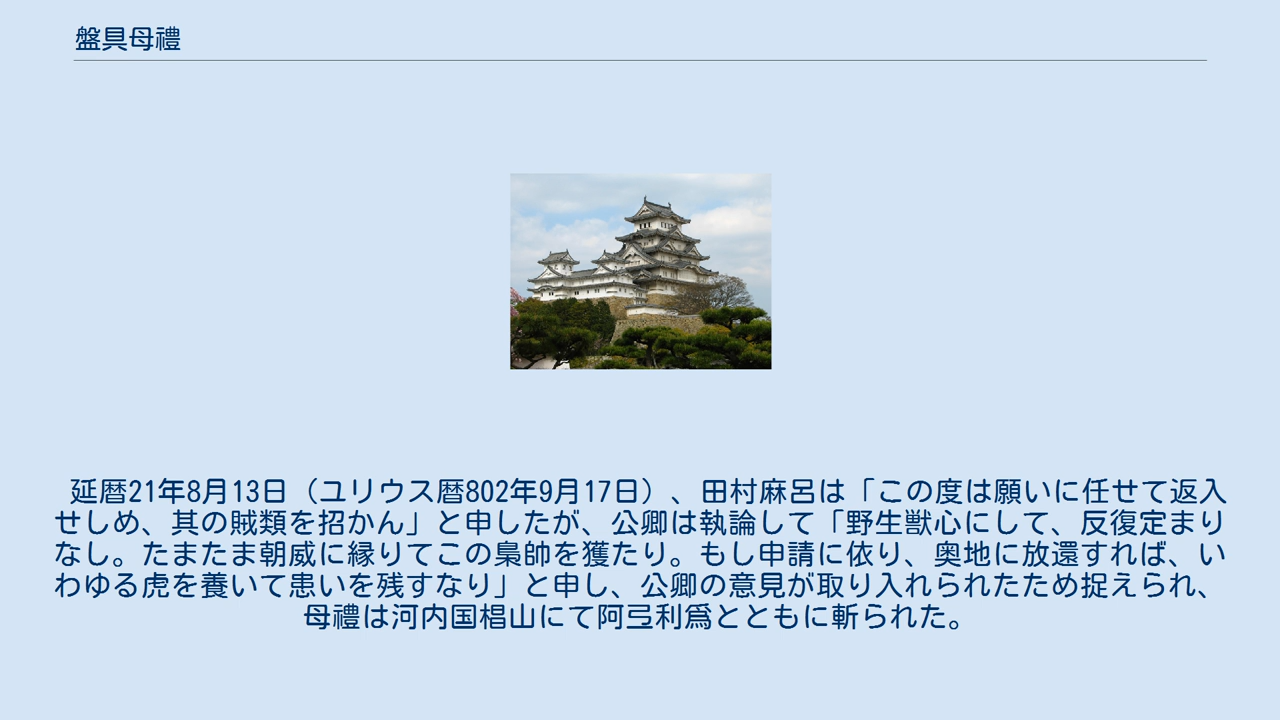 盤具母禮
延暦21年8月13日（ユリウス暦802年9月17日）、田村麻呂は「この度は願いに任せて返入
せしめ、其の賊類を招かん」と申したが、公卿は執論して「野生獣心にして、反復定まり
なし。たまたま朝威に縁りてこの梟帥を獲たり。もし申請に依り、奥地に放還すれば、い
わゆる虎を養いて患いを残すなり」と申し、公卿の意見が取り入れられたため捉えられ、
母禮は河内国椙山にて阿弖利爲とともに斬られた。